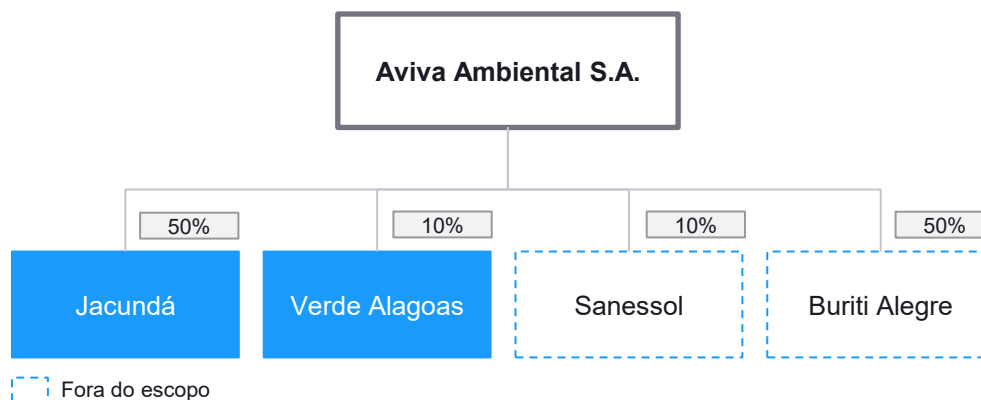 Aviva Ambiental S.A.
50%
10%
10%
50%
Jacundá
Verde Alagoas
Sanessol
Buriti Alegre
Fora do escopo